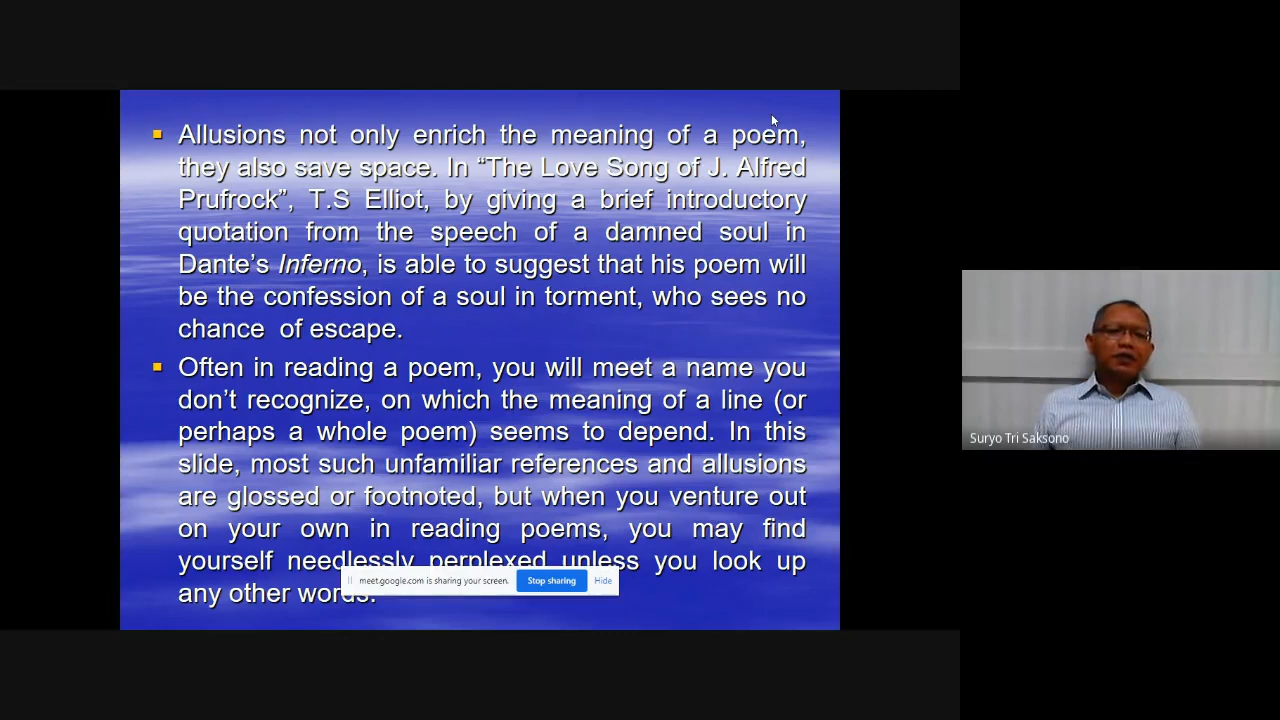 Allusions not only enrich the meaning of a poem,
they also save space. In “The Love Song of J. Alfred
Prufrock”, T.S Elliot, by giving a brief introductory
quotation from the speech of a damned soul in
Dante’s Inferno, is able to suggest that his poem will
be the confession of a soul in torment, who sees no
chance of escape.
Often in reading a poem, you will meet a name you
don’t recognize, on which the meaning of a line (or
perhaps a whole poem) seems to depend. In this
slide, most such unfamiliar references and allusions
are glossed or footnoted, but when you venture out
on your own in reading poems, you may find
yourself needlessly perplexed unless you look up
any other words.
meet.google.com is sharing your screen. Stop sharing Hide
Suryo Tri Saksono